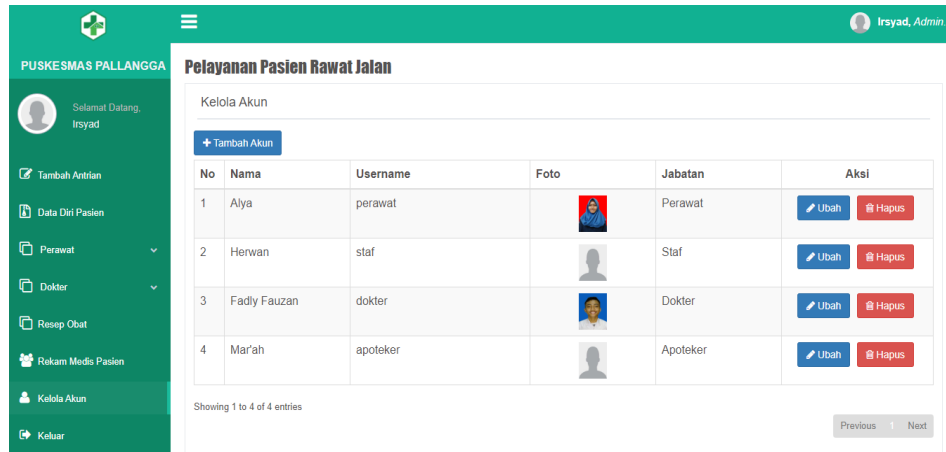 Irsyad, Admin.
PUSKESMAS PALLANGGA
Selamat Datang,
Irsyad
Tambah Antrian
Data Diri Pasien
Perawat
Dokter
Resep Obat
Rekam Medis Pasien
Kelola Akun
Keluar
Pelayanan Pasien Rawat Jalan
Kelola Akun
+ Tambah Akun
No Nama Username Foto Jabatan Aksi
1 Alya perawat Perawat Ubah Hapus
2 Herwan staf Staf Ubah Hapus
3 Fadly Fauzan dokter Dokter Ubah Hapus
4 Mar'ah apoteker Apoteker Ubah Hapus
Showing 1 to 4 of 4 entries
Previous 1 Next